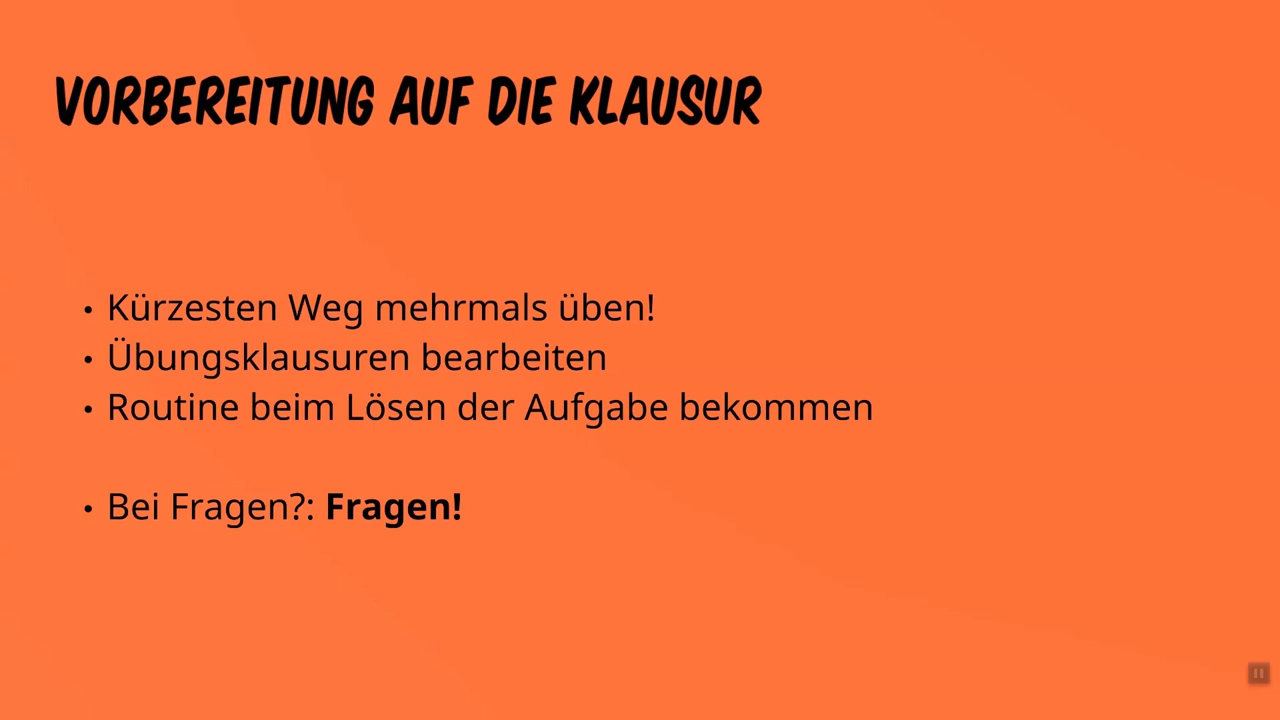 VORBEREITUNG AUF DIE KLAUSUR
• Kürzesten Weg mehrmals üben!
• Übungsklausuren bearbeiten
• Routine beim Lösen der Aufgabe bekommen
• Bei Fragen?: Fragen!